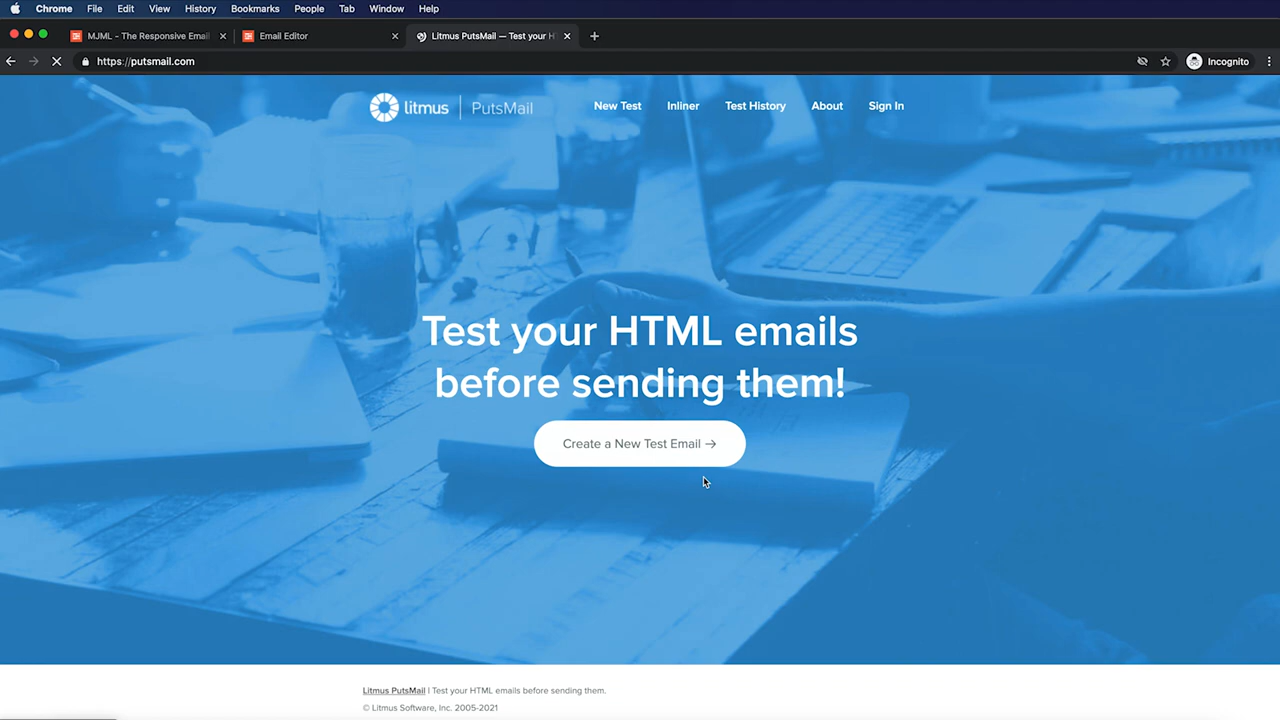 Chrome File Edit View History Bookmarks People Tab Window Help
MJML - The Responsive Email
Email Editor
Litmus PutsMail — Test your H
https://putsmail.com
Incognito
litmus PutsMail
New Test Inliner Test History About Sign In
Test your HTML emails
before sending them!
Create a New Test Email →
Litmus PutsMail | Test your HTML emails before sending them.
© Litmus Software, Inc. 2005-2021